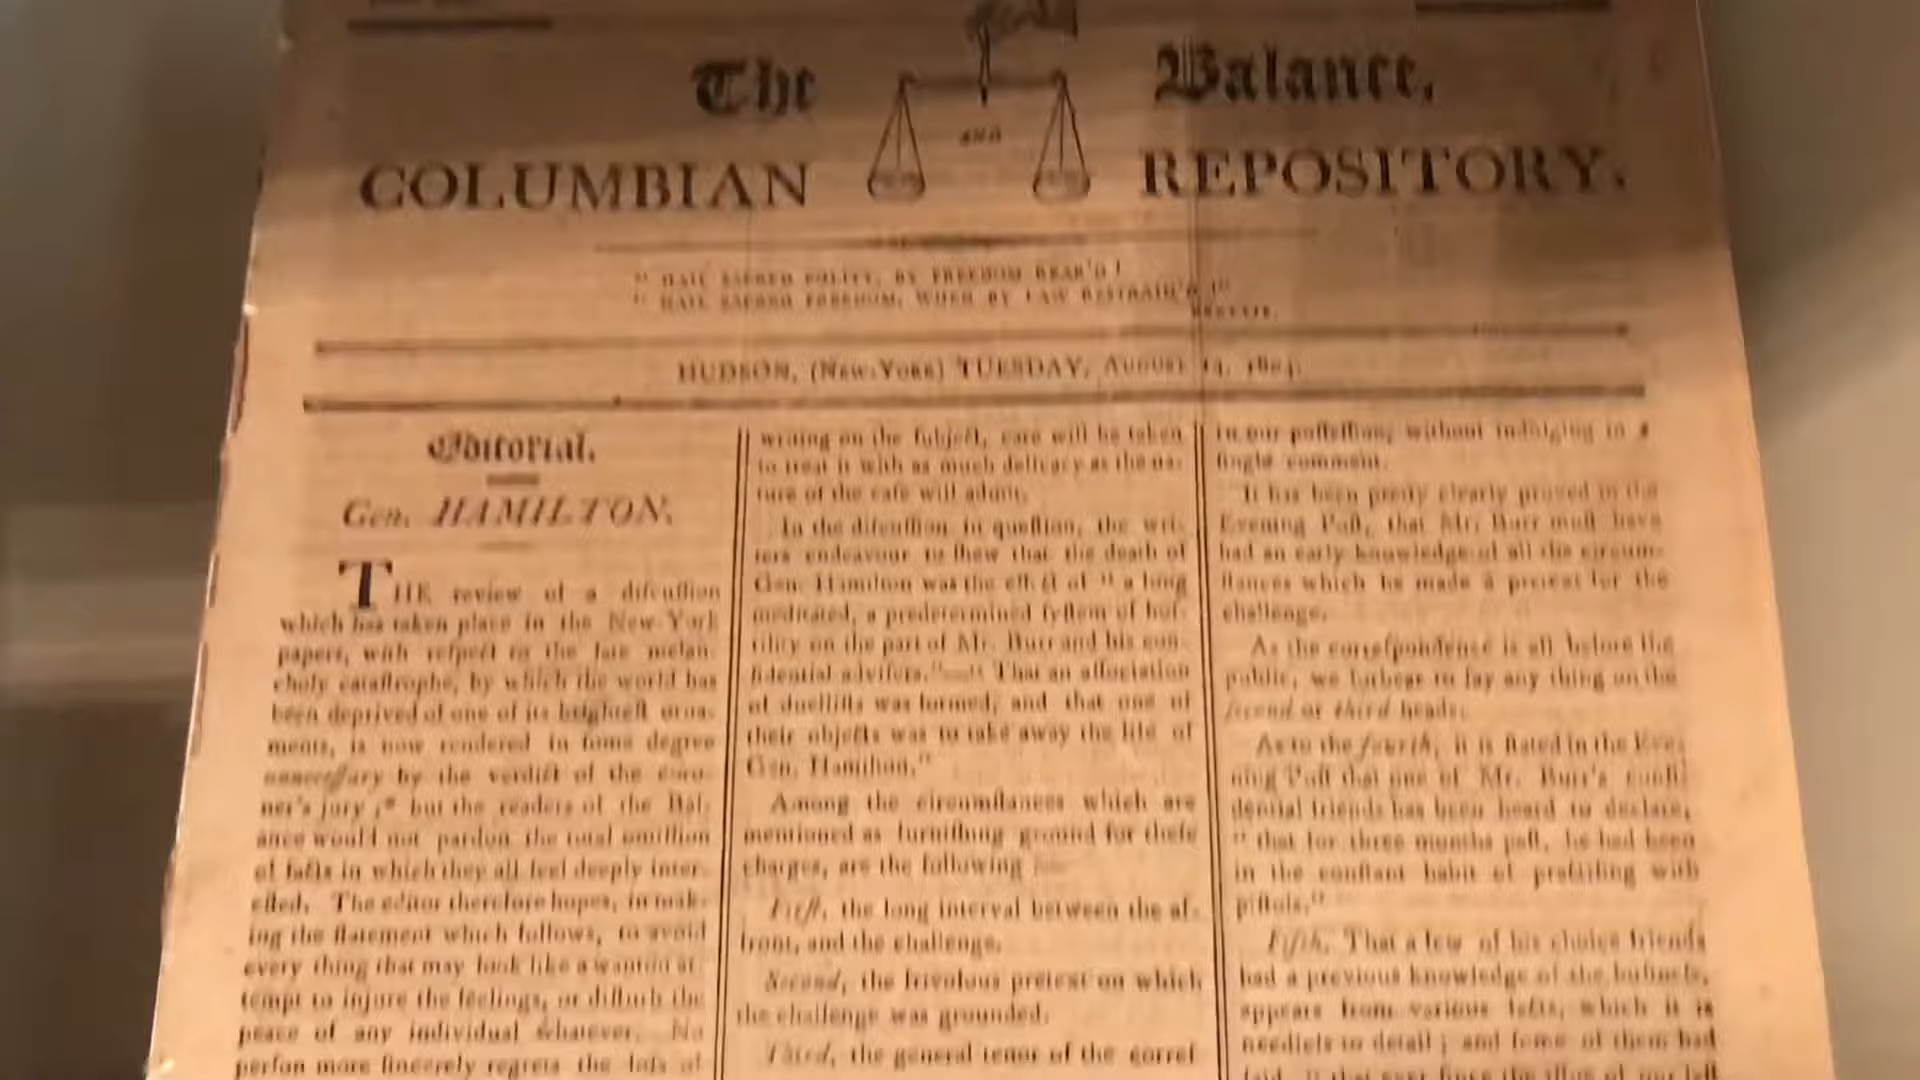 The Balance,
AND
COLUMBIAN REPOSITORY.
" HAIL SACRED POLITY, BY FREEDOM REAR'D !
" HAIL SACRED FREEDOM, WHEN BY LAW RESTRAIN'D !"
BEATTIE.
HUDSON, (New-York) TUESDAY, August 14, 1804.
Editorial.
Gen. HAMILTON.
THE review of a diſcuſſion
which has taken place in the New-York
papers, with reſpect to the late melan-
choly cataſtrophe, by which the world has
been deprived of one of its brighteſt orna-
ments, is now rendered in ſome degree
unneceſſary by the verdict of the coro-
ner's jury ;* but the readers of the Bal-
ance would not pardon the total omiſſion
of facts in which they all feel deeply inter-
eſted. The editor therefore hopes, in mak-
ing the ſtatement which follows, to avoid
every thing that may look like a wanton at-
tempt to injure the feelings, or diſturb the
peace of any individual whatever. No
perſon more ſincerely regrets the loſs of
writing on the ſubject, care will be taken
to treat it with as much delicacy as the na-
ture of the caſe will admit.
In the diſcuſſion in queſtion, the wri-
ters endeavour to ſhew that the death of
Gen. Hamilton was the effect of " a long
meditated, a predetermined ſyſtem of hoſ-
tility on the part of Mr. Burr and his con-
fidential adviſers."—" That an aſſociation
of duelliſts was formed, and that one of
their objects was to take away the life of
Gen. Hamilton."
Among the circumſtances which are
mentioned as furniſhing ground for theſe
charges, are the following :—
Firſt, the long interval between the af-
front, and the challenge.
Second, the frivolous pretext on which
the challenge was grounded.
Third, the general tenor of the correſ
in our poſſeſſion, without indulging in a
ſingle comment.
It has been pretty clearly proved in the
Evening Poſt, that Mr. Burr muſt have
had an early knowledge of all the circum-
ſtances which he made a pretext for the
challenge.
As the correſpondence is all before the
public, we forbear to ſay any thing on the
ſecond or third heads.
As to the fourth, it is ſtated in the Eve-
ning Poſt that one of Mr. Burr's confi-
dential friends has been heard to declare,
" that for three months paſt, he had been
in the conſtant habit of practiſing with
piſtols."
Fifth, That a few of his choice friends
had a previous knowledge of the buſineſs,
appears from various facts, which it is
needleſs to detail ; and ſome of them had